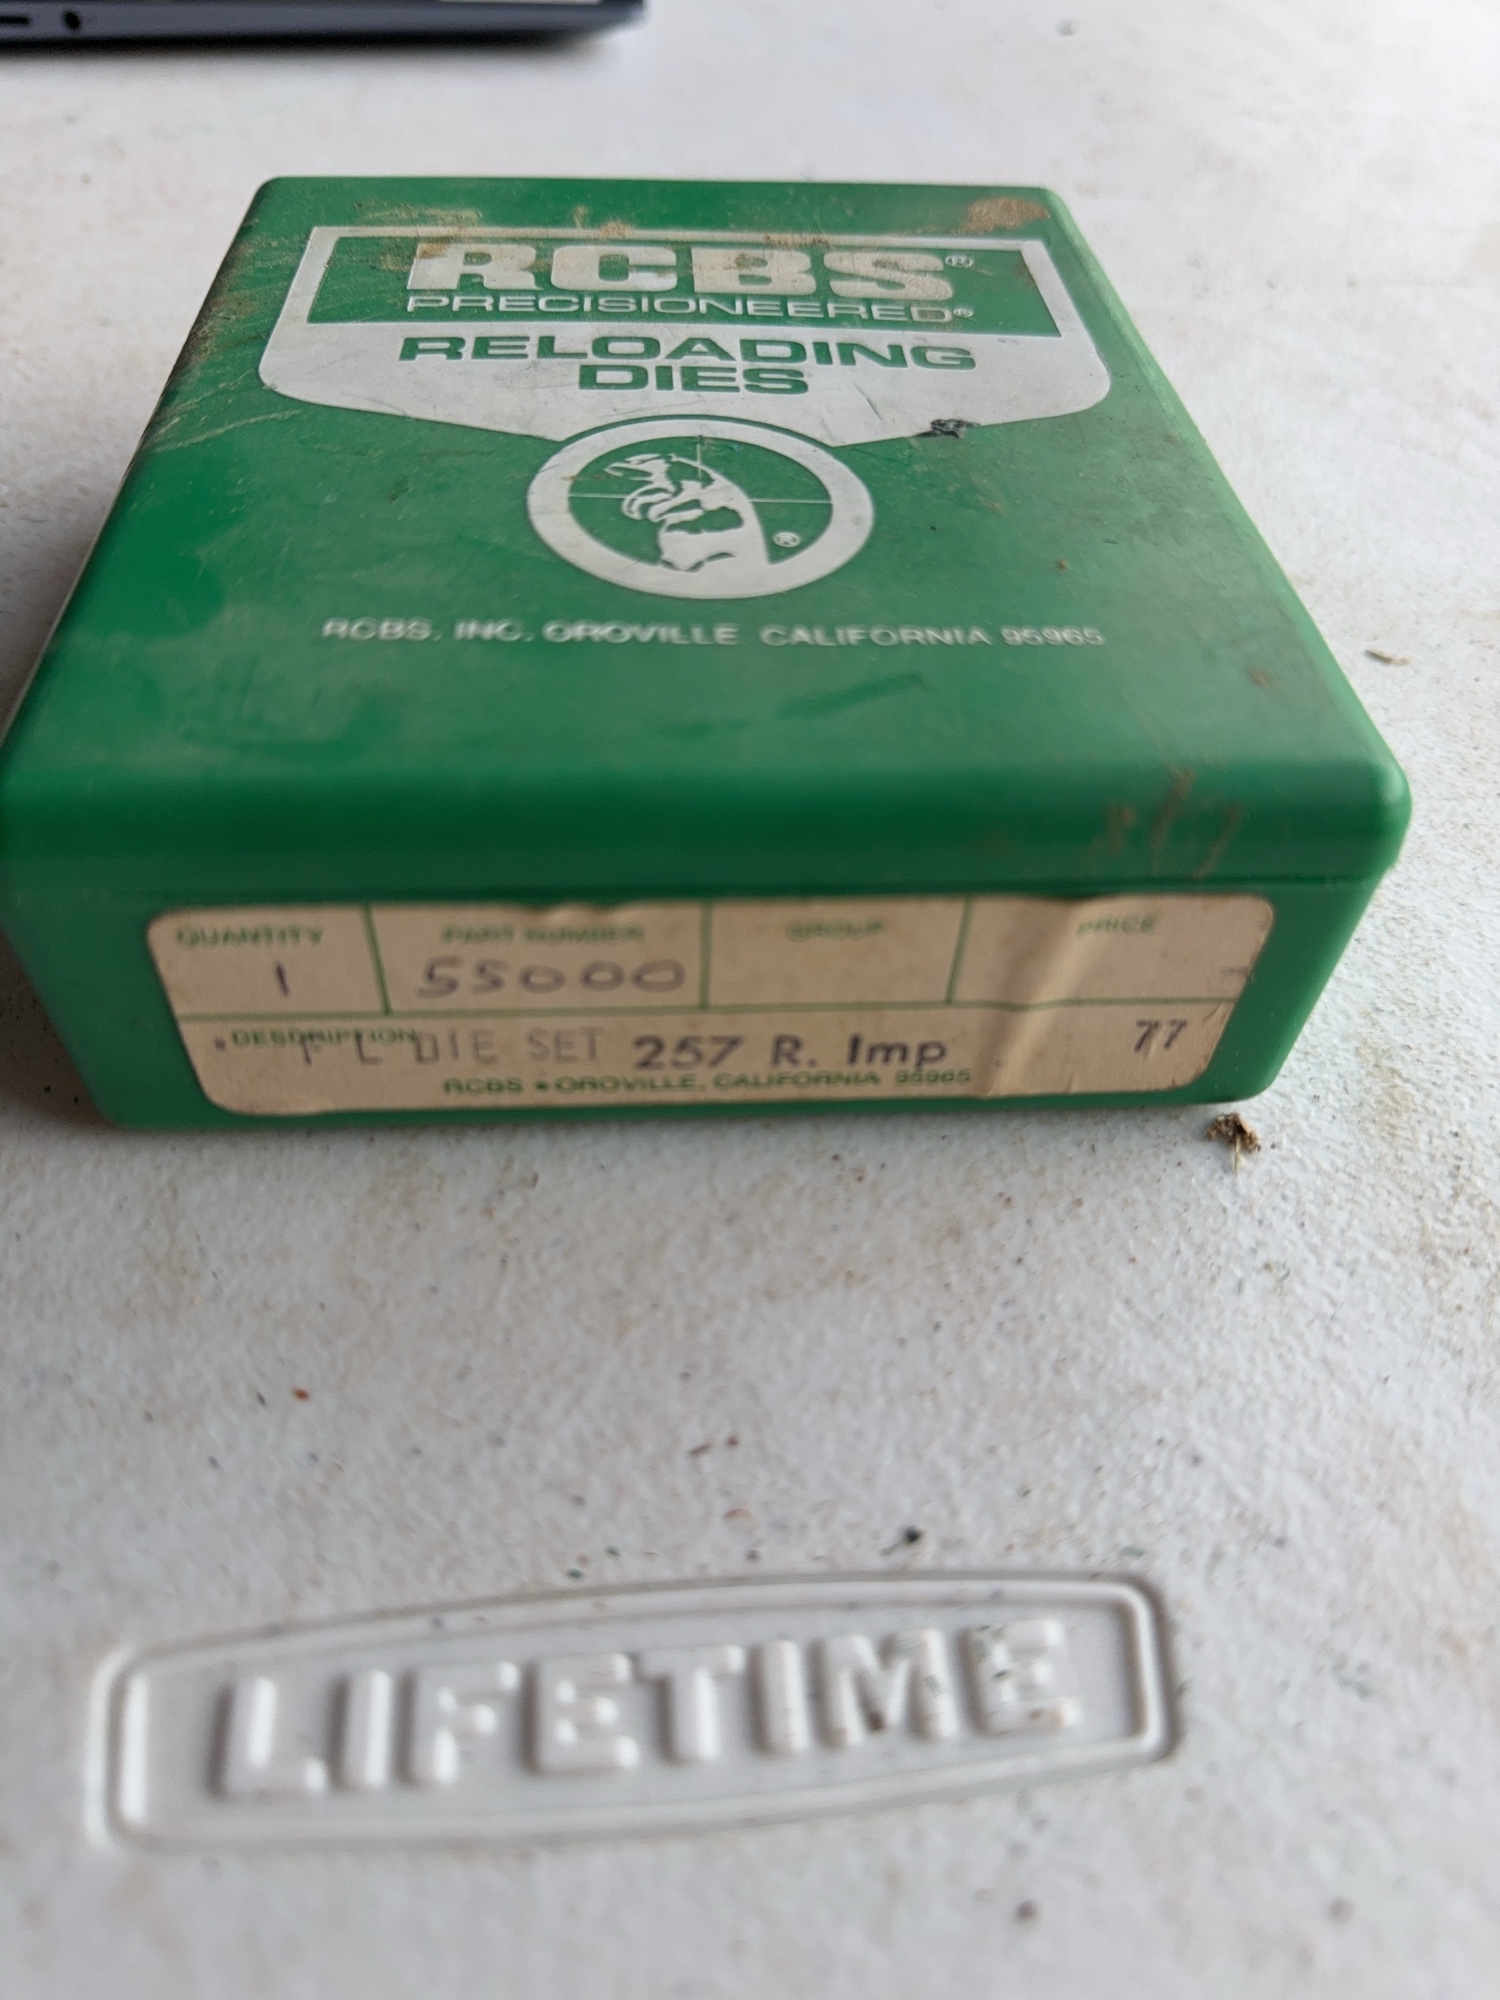 RCBS®
PRECISIONEERED®
RELOADING
DIES
®
RCBS, INC. OROVILLE CALIFORNIA 95965
QUANTITY PART NUMBER GROUP PRICE
1 55000
DESCRIPTION
F L DIE SET 257 R. Imp 77
RCBS • OROVILLE, CALIFORNIA 95965
LIFETIME